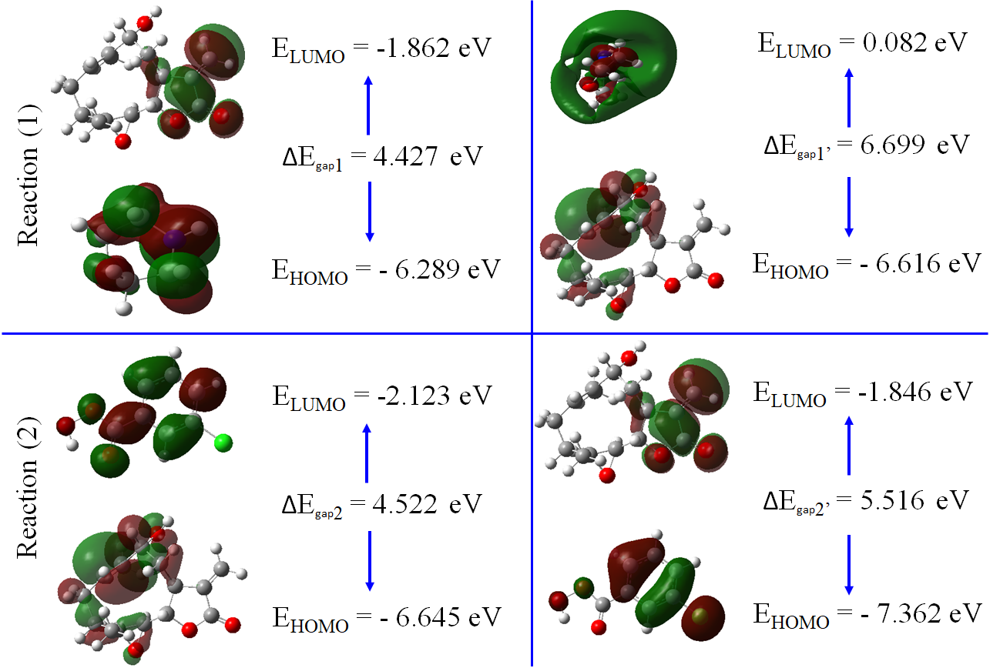 Reaction (1)
E_LUMO = -1.862 eV
ΔE_gap1 = 4.427 eV
E_HOMO = - 6.289 eV
E_LUMO = 0.082 eV
ΔE_gap1’ = 6.699 eV
E_HOMO = - 6.616 eV
Reaction (2)
E_LUMO = -2.123 eV
ΔE_gap2 = 4.522 eV
E_HOMO = - 6.645 eV
E_LUMO = -1.846 eV
ΔE_gap2’ = 5.516 eV
E_HOMO = - 7.362 eV